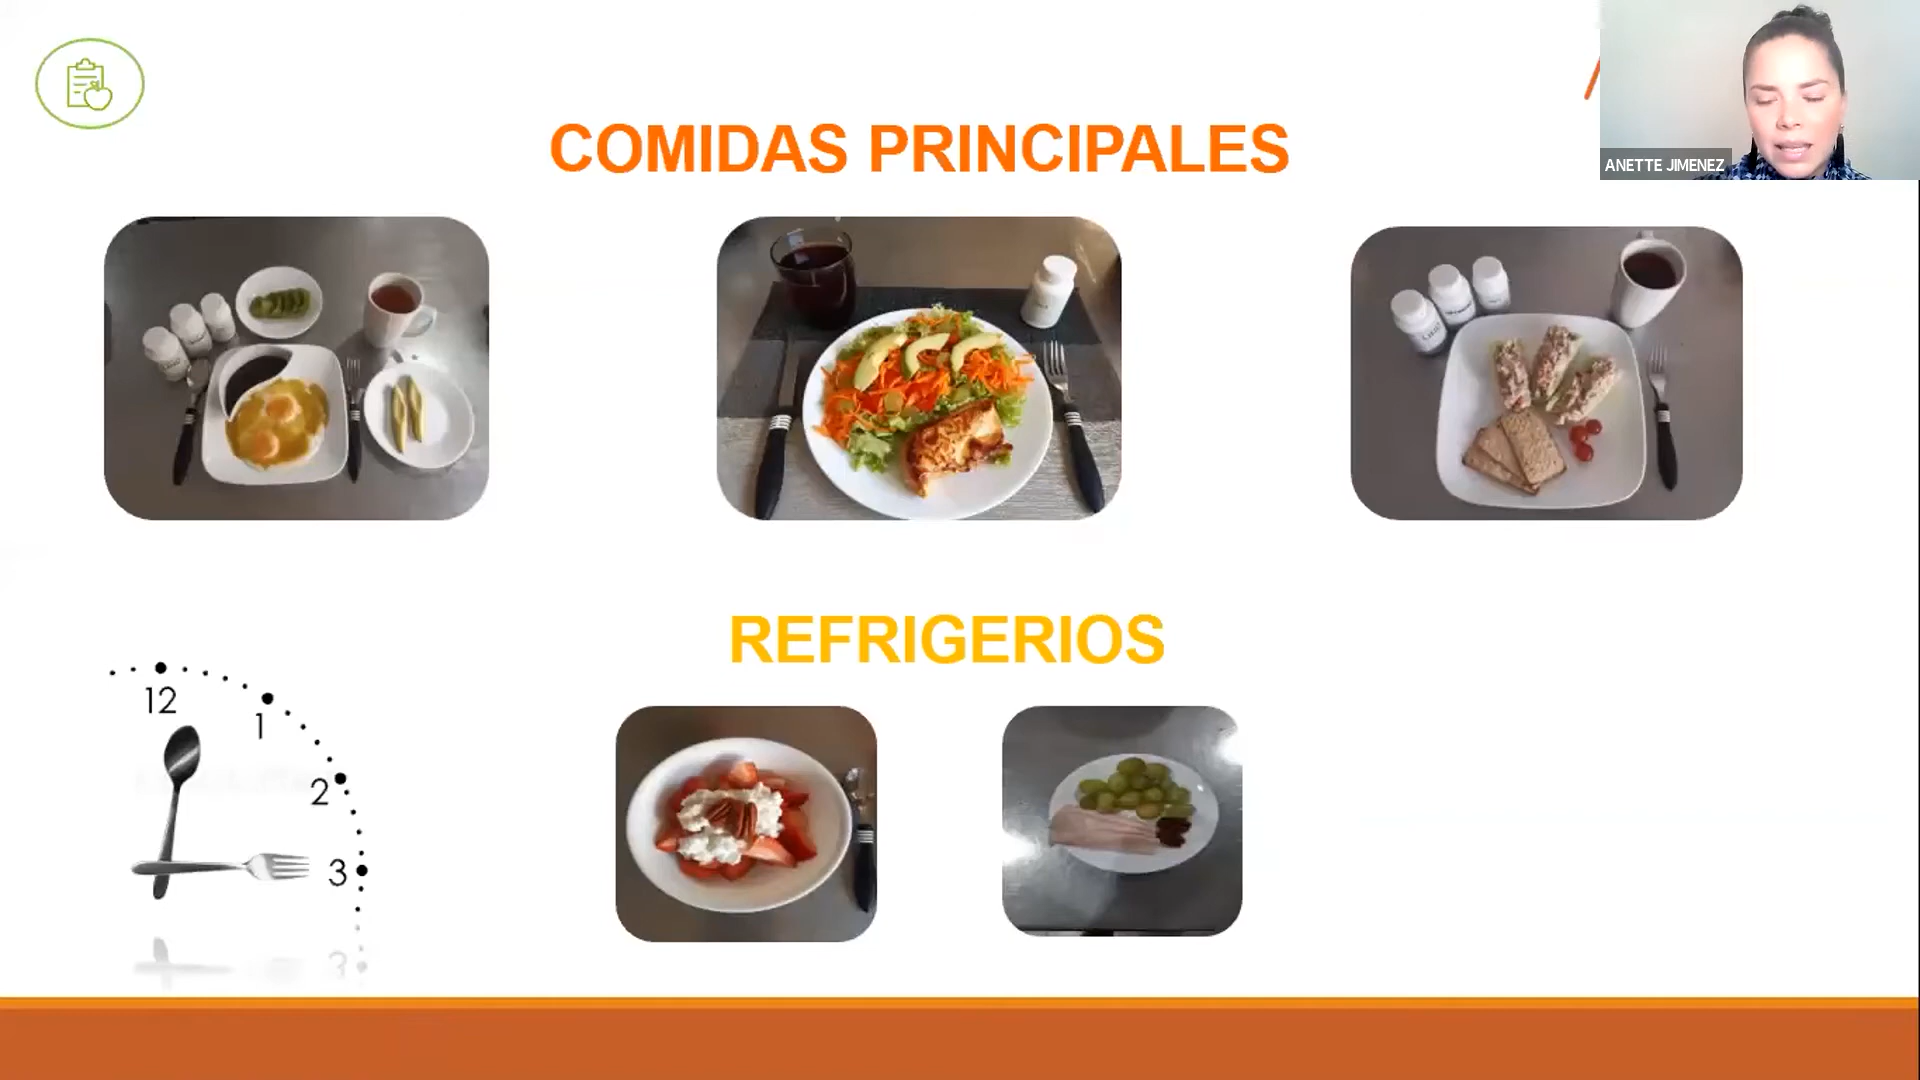 COMIDAS PRINCIPALES
ANETTE JIMENEZ
REFRIGERIOS
12
1
2
3